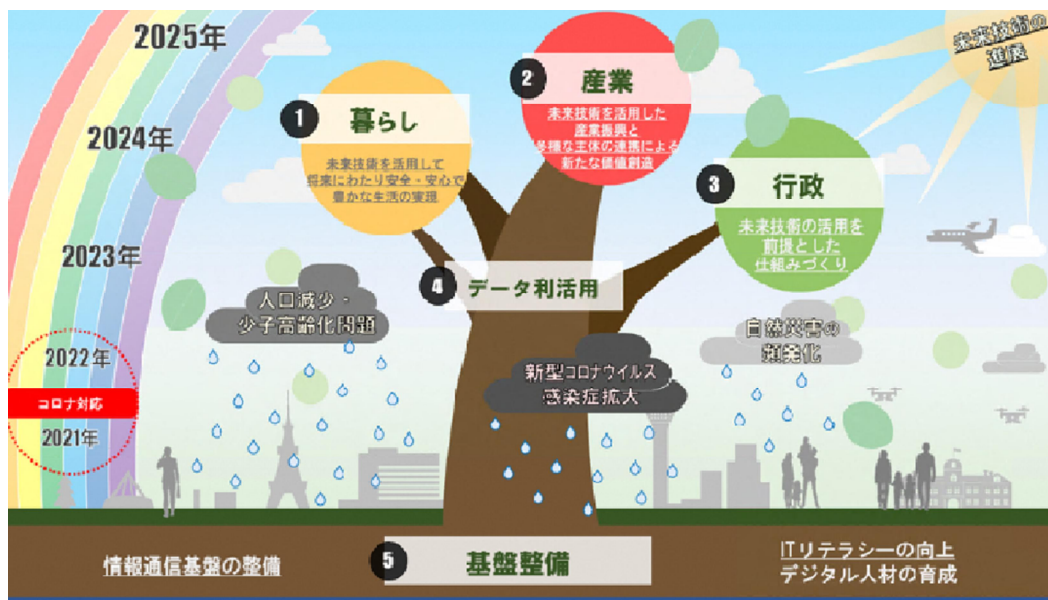 2025年
2024年
2023年
2022年
コロナ対応
2021年
未来技術の
進展
1
暮らし
未来技術を活用して
将来にわたり安全・安心で
豊かな生活の実現
2
産業
未来技術を活用した
産業振興と
多様な主体の連携による
新たな価値創造
3
行政
未来技術の活用を
前提とした
仕組みづくり
4
データ利活用
人口減少・
少子高齢化問題
新型コロナウイルス
感染症拡大
自然災害の
頻発化
情報通信基盤の整備
5
基盤整備
ITリテラシーの向上
デジタル人材の育成